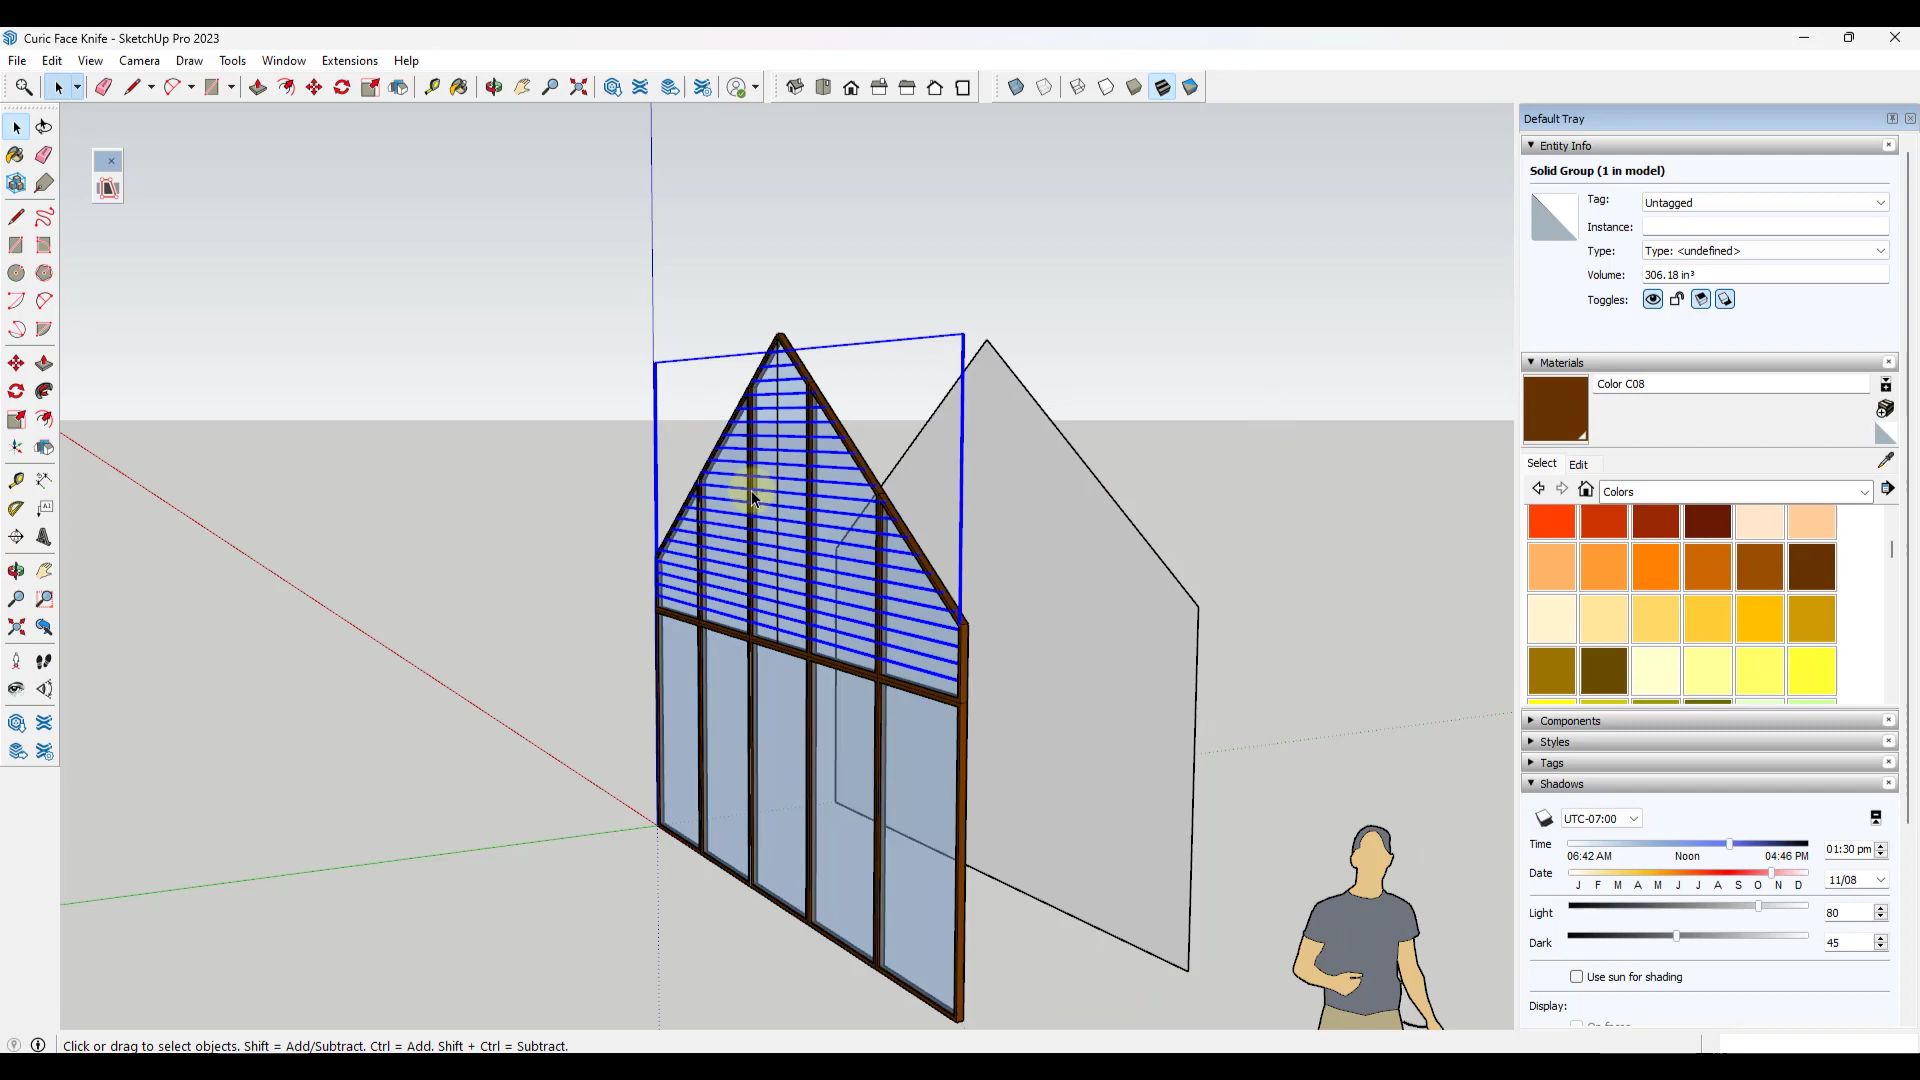 Curic Face Knife - SketchUp Pro 2023
File Edit View Camera Draw Tools Window Extensions Help
Default Tray
Entity Info
Solid Group (1 in model)
Tag: Untagged
Instance:
Type: Type: <undefined>
Volume: 306.18 in³
Toggles:
Materials
Color C08
Select Edit
Colors
Components
Styles
Tags
Shadows
UTC-07:00
Time 01:30 pm
06:42 AM Noon 04:46 PM
Date 11/08
J F M A M J J A S O N D
Light 80
Dark 45
Use sun for shading
Display:
Click or drag to select objects. Shift = Add/Subtract. Ctrl = Add. Shift + Ctrl = Subtract.